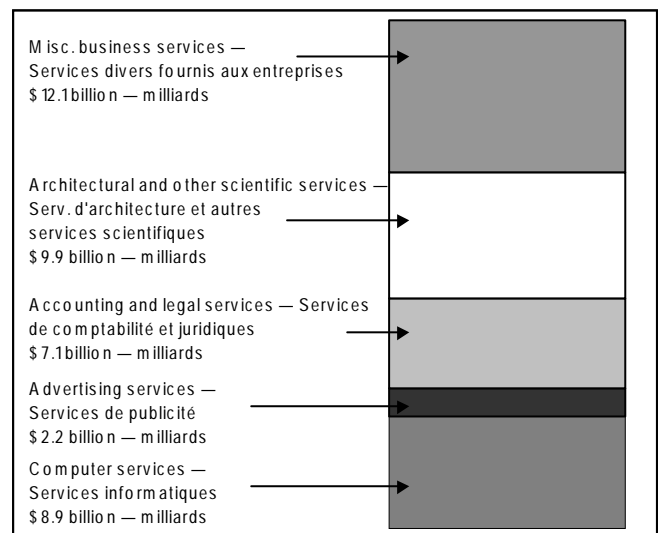 Misc. business services —
Services divers fournis aux entreprises
$12.1 billion — milliards
Architectural and other scientific services —
Serv. d'architecture et autres
services scientifiques
$9.9 billion — milliards
Accounting and legal services — Services
de comptabilité et juridiques
$7.1 billion — milliards
Advertising services —
Services de publicité
$2.2 billion — milliards
Computer services —
Services informatiques
$8.9 billion — milliards